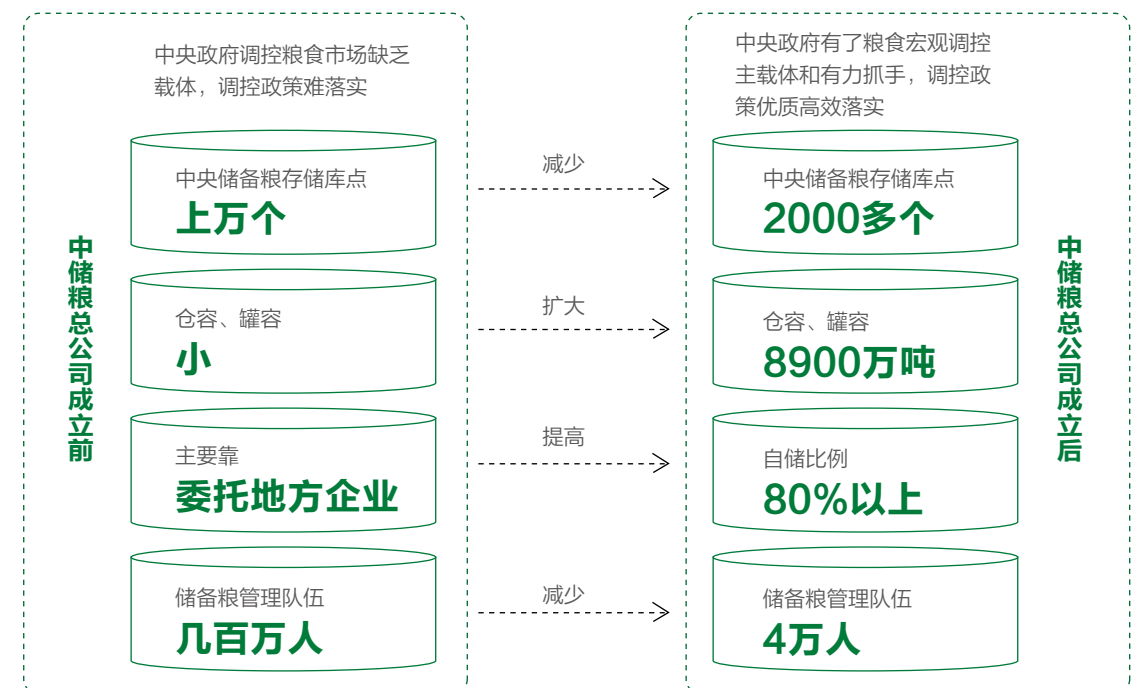 中储粮总公司成立前
中央政府调控粮食市场缺乏
载体，调控政策难落实
中央储备粮存储库点
上万个
仓容、罐容
小
主要靠
委托地方企业
储备粮管理队伍
几百万人
减少
扩大
提高
减少
中央政府有了粮食宏观调控
主载体和有力抓手，调控政
策优质高效落实
中央储备粮存储库点
2000多个
仓容、罐容
8900万吨
自储比例
80%以上
储备粮管理队伍
4万人
中储粮总公司成立后